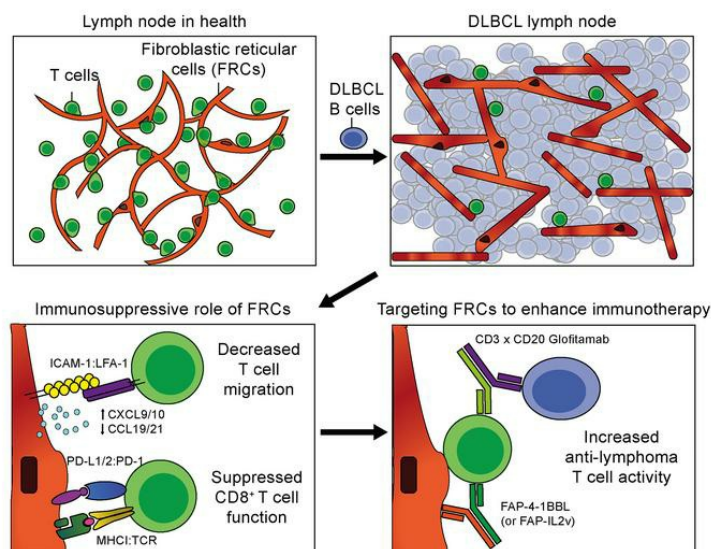 Lymph node in health
T cells
Fibroblastic reticular
cells (FRCs)
DLBCL
B cells
DLBCL lymph node
Immunosuppressive role of FRCs
ICAM-1:LFA-1
Decreased
T cell
migration
↑ CXCL9/10
↓ CCL19/21
PD-L1/2:PD-1
Suppressed
CD8⁺ T cell
function
MHCI:TCR
Targeting FRCs to enhance immunotherapy
CD3 x CD20 Glofitamab
Increased
anti-lymphoma
T cell activity
FAP-4-1BBL
(or FAP-IL2v)